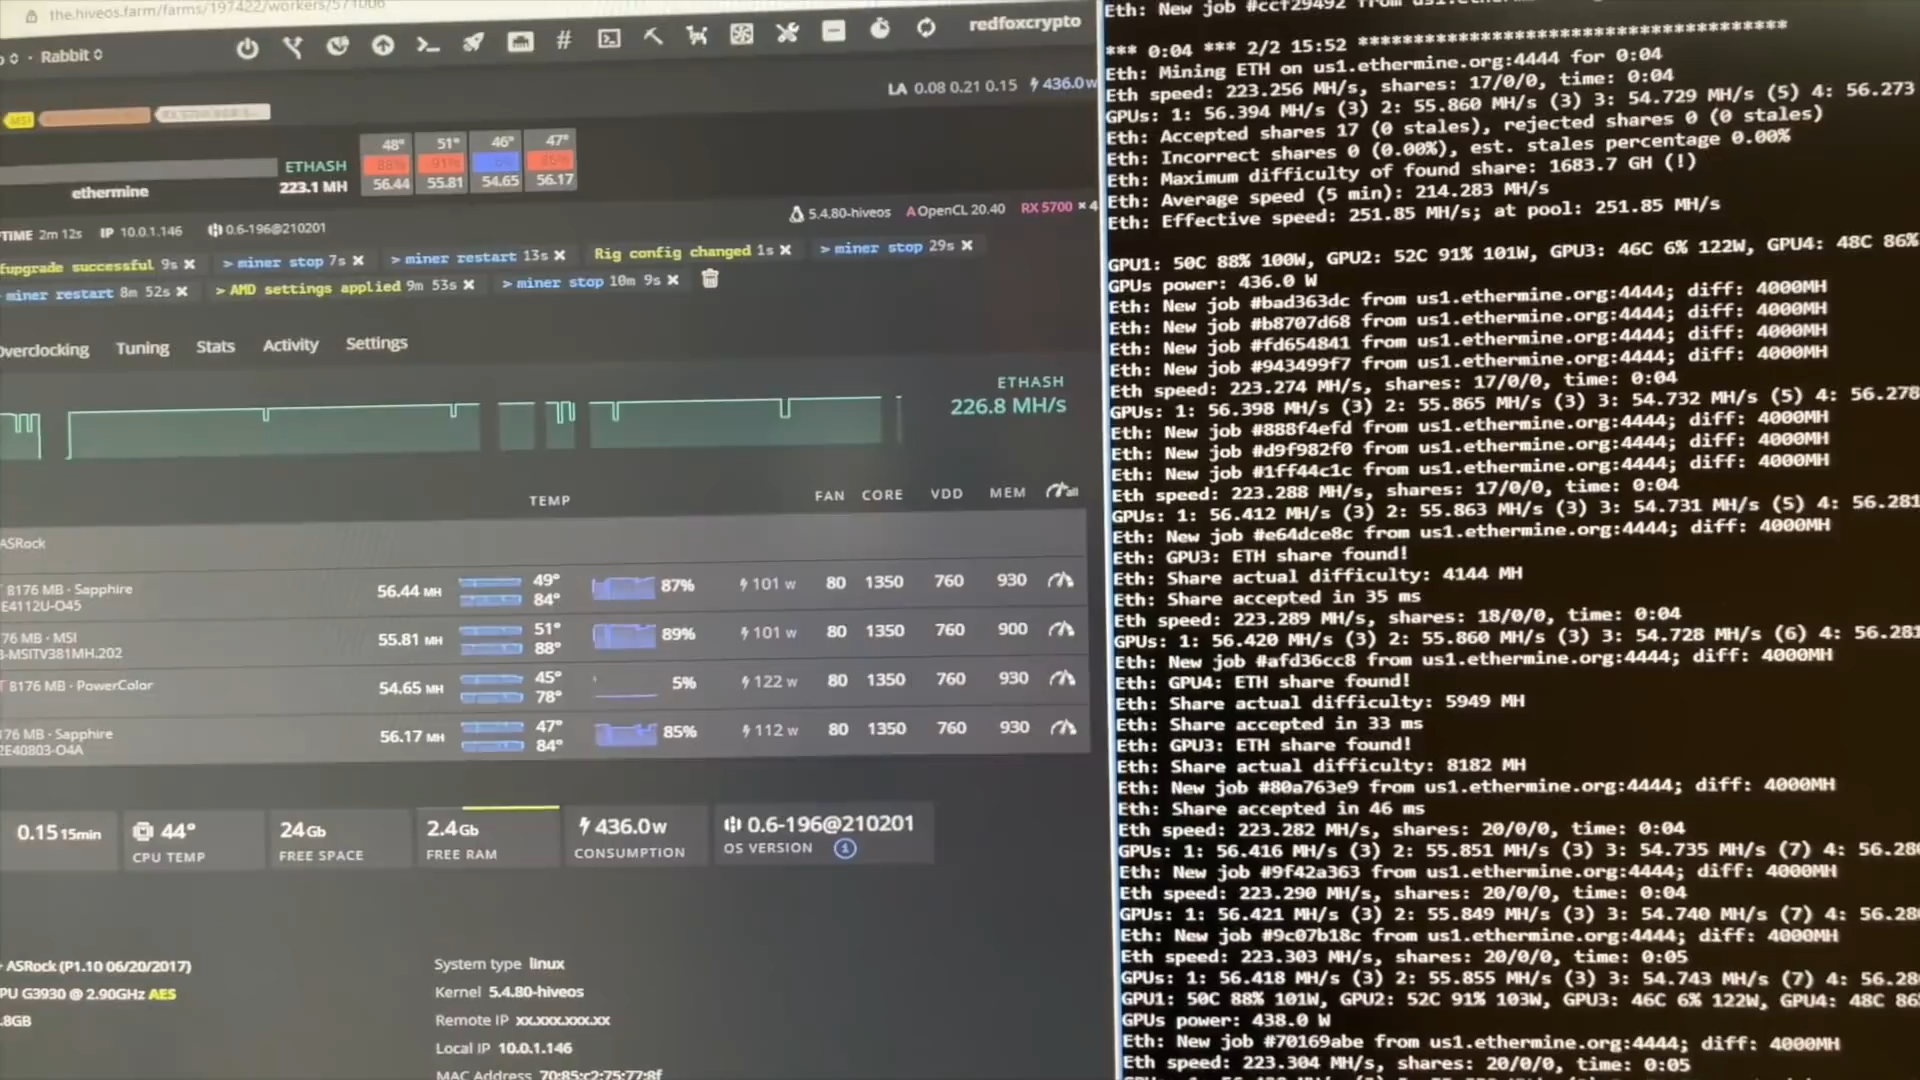 the.hiveos.farm/farms/197422/workers/571006
Rabbit
redfoxcrypto
LA 0.08 0.21 0.15 436.0w
MSI
48° 51° 46° 47°
88% 91% 6% 86%
56.44 55.81 54.65 56.17
ETHASH
223.1 MH
ethermine
5.4.80-hiveos A OpenCL 20.40 RX 5700 × 4
TIME 2m 12s IP 10.0.1.146 0.6-196@210201
fupgrade successful 9s × > miner stop 7s × > miner restart 13s × Rig config changed 1s × > miner stop 29s ×
miner restart 8m 52s × > AMD settings applied 9m 53s × > miner stop 10m 9s ×
Overclocking Tuning Stats Activity Settings
ETHASH
226.8 MH/s
TEMP FAN CORE VDD MEM all
ASRock
8176 MB · Sapphire 56.44 MH 49° 84° 87% 101 w 80 1350 760 930
E4112U-O45
76 MB · MSI 55.81 MH 51° 88° 89% 101 w 80 1350 760 900
-MSITV381MH.202
8176 MB · PowerColor 54.65 MH 45° 78° 5% 122 w 80 1350 760 930
76 MB · Sapphire 56.17 MH 47° 84° 85% 112 w 80 1350 760 930
2E40803-O4A
0.15 15min
44°
CPU TEMP
24Gb
FREE SPACE
2.4Gb
FREE RAM
436.0w
CONSUMPTION
0.6-196@210201
OS VERSION
ASRock (P1.10 06/20/2017)
PU G3930 @ 2.90GHz AES
.8GB
System type linux
Kernel 5.4.80-hiveos
Remote IP xx.xxx.xxx.xx
Local IP 10.0.1.146
MAC Address 70:85:c2:75:77:8f
Eth: New job #ccf29492 from us1.ethermine.org:4444
*** 0:04 *** 2/2 15:52 **************************************
Eth: Mining ETH on us1.ethermine.org:4444 for 0:04
Eth speed: 223.256 MH/s, shares: 17/0/0, time: 0:04
GPUs: 1: 56.394 MH/s (3) 2: 55.860 MH/s (3) 3: 54.729 MH/s (5) 4: 56.273
Eth: Accepted shares 17 (0 stales), rejected shares 0 (0 stales)
Eth: Incorrect shares 0 (0.00%), est. stales percentage 0.00%
Eth: Maximum difficulty of found share: 1683.7 GH (!)
Eth: Average speed (5 min): 214.283 MH/s
Eth: Effective speed: 251.85 MH/s; at pool: 251.85 MH/s
GPU1: 50C 88% 100W, GPU2: 52C 91% 101W, GPU3: 46C 6% 122W, GPU4: 48C 86%
GPUs power: 436.0 W
Eth: New job #bad363dc from us1.ethermine.org:4444; diff: 4000MH
Eth: New job #b8707d68 from us1.ethermine.org:4444; diff: 4000MH
Eth: New job #fd654841 from us1.ethermine.org:4444; diff: 4000MH
Eth: New job #943499f7 from us1.ethermine.org:4444; diff: 4000MH
Eth speed: 223.274 MH/s, shares: 17/0/0, time: 0:04
GPUs: 1: 56.398 MH/s (3) 2: 55.865 MH/s (3) 3: 54.732 MH/s (5) 4: 56.278
Eth: New job #888f4efd from us1.ethermine.org:4444; diff: 4000MH
Eth: New job #d9f982f0 from us1.ethermine.org:4444; diff: 4000MH
Eth: New job #1ff44c1c from us1.ethermine.org:4444; diff: 4000MH
Eth speed: 223.288 MH/s, shares: 17/0/0, time: 0:04
GPUs: 1: 56.412 MH/s (3) 2: 55.863 MH/s (3) 3: 54.731 MH/s (5) 4: 56.281
Eth: New job #e64dce8c from us1.ethermine.org:4444; diff: 4000MH
Eth: GPU3: ETH share found!
Eth: Share actual difficulty: 4144 MH
Eth: Share accepted in 35 ms
Eth speed: 223.289 MH/s, shares: 18/0/0, time: 0:04
GPUs: 1: 56.420 MH/s (3) 2: 55.860 MH/s (3) 3: 54.728 MH/s (6) 4: 56.281
Eth: New job #afd36cc8 from us1.ethermine.org:4444; diff: 4000MH
Eth: GPU4: ETH share found!
Eth: Share actual difficulty: 5949 MH
Eth: Share accepted in 33 ms
Eth: GPU3: ETH share found!
Eth: Share actual difficulty: 8182 MH
Eth: New job #80a763e9 from us1.ethermine.org:4444; diff: 4000MH
Eth: Share accepted in 46 ms
Eth speed: 223.282 MH/s, shares: 20/0/0, time: 0:04
GPUs: 1: 56.416 MH/s (3) 2: 55.851 MH/s (3) 3: 54.735 MH/s (7) 4: 56.280
Eth: New job #9f42a363 from us1.ethermine.org:4444; diff: 4000MH
Eth speed: 223.290 MH/s, shares: 20/0/0, time: 0:04
GPUs: 1: 56.421 MH/s (3) 2: 55.849 MH/s (3) 3: 54.740 MH/s (7) 4: 56.28
Eth: New job #9c07b18c from us1.ethermine.org:4444; diff: 4000MH
Eth speed: 223.303 MH/s, shares: 20/0/0, time: 0:05
GPUs: 1: 56.418 MH/s (3) 2: 55.855 MH/s (3) 3: 54.743 MH/s (7) 4: 56.28
GPU1: 50C 88% 101W, GPU2: 52C 91% 103W, GPU3: 46C 6% 122W, GPU4: 48C 86%
GPUs power: 438.0 W
Eth: New job #70169abe from us1.ethermine.org:4444; diff: 4000MH
Eth speed: 223.304 MH/s, shares: 20/0/0, time: 0:05